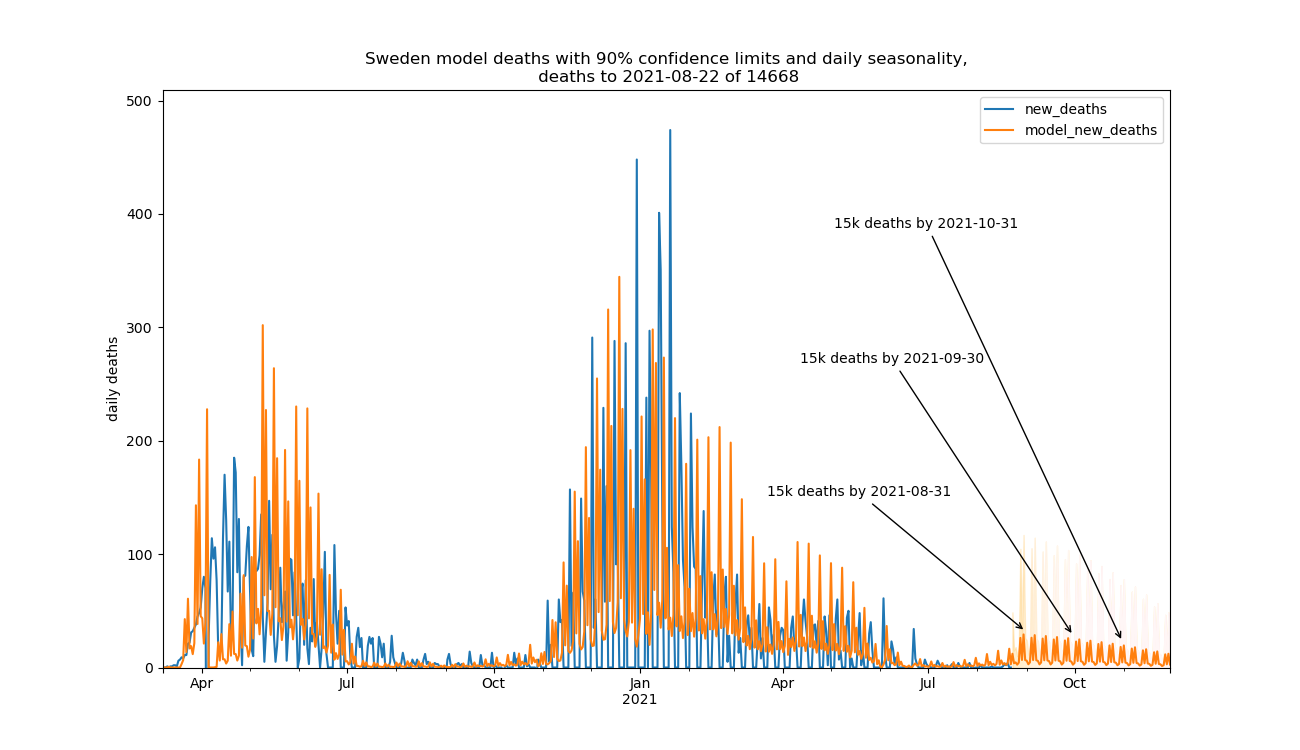 Sweden model deaths with 90% confidence limits and daily seasonality,
deaths to 2021-08-22 of 14668
new_deaths
model_new_deaths
daily deaths
500
400
300
200
100
0
15k deaths by 2021-10-31
15k deaths by 2021-09-30
15k deaths by 2021-08-31
Apr
Jul
Oct
Jan
2021
Apr
Jul
Oct